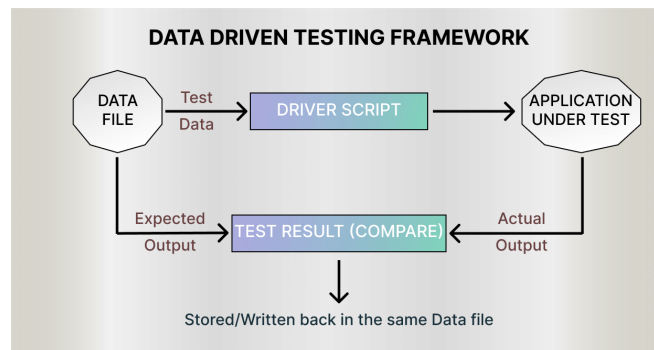 DATA DRIVEN TESTING FRAMEWORK
DATA
FILE
Test
Data
DRIVER SCRIPT
APPLICATION
UNDER TEST
Expected
Output
TEST RESULT (COMPARE)
Actual
Output
Stored/Written back in the same Data file